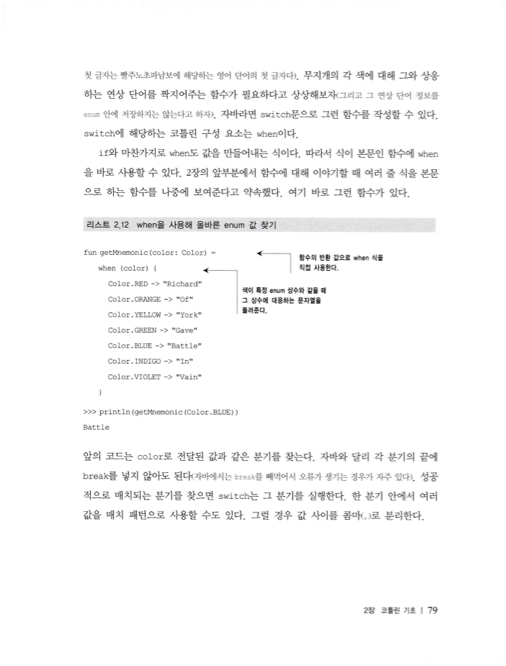 첫 글자는 빨주노초파남보에 해당하는 영어 단어의 첫 글자다). 무지개의 각 색에 대해 그와 상응
하는 연상 단어를 짝지어주는 함수가 필요하다고 상상해보자(그리고 그 연상 단어 정보를
enum 안에 저장하지는 않는다고 하자). 자바라면 switch문으로 그런 함수를 작성할 수 있다.
switch에 해당하는 코틀린 구성 요소는 when이다.
if와 마찬가지로 when도 값을 만들어내는 식이다. 따라서 식이 본문인 함수에 when
을 바로 사용할 수 있다. 2장의 앞부분에서 함수에 대해 이야기할 때 여러 줄 식을 본문
으로 하는 함수를 나중에 보여준다고 약속했다. 여기 바로 그런 함수가 있다.
리스트 2.12 when을 사용해 올바른 enum 값 찾기
fun getMnemonic(color: Color) =
함수의 반환 값으로 when 식을
직접 사용한다.
when (color) {
Color.RED -> "Richard"
색이 특정 enum 상수와 같을 때
그 상수에 대응하는 문자열을
돌려준다.
Color.ORANGE -> "Of"
Color.YELLOW -> "York"
Color.GREEN -> "Gave"
Color.BLUE -> "Battle"
Color.INDIGO -> "In"
Color.VIOLET -> "Vain"
}
>>> println(getMnemonic(Color.BLUE))
Battle
앞의 코드는 color로 전달된 값과 같은 분기를 찾는다. 자바와 달리 각 분기의 끝에
break를 넣지 않아도 된다(자바에서는 break를 빼먹어서 오류가 생기는 경우가 자주 있다). 성공
적으로 매치되는 분기를 찾으면 switch는 그 분기를 실행한다. 한 분기 안에서 여러
값을 매치 패턴으로 사용할 수도 있다. 그럴 경우 값 사이를 콤마(,)로 분리한다.
2장 코틀린 기초 | 79